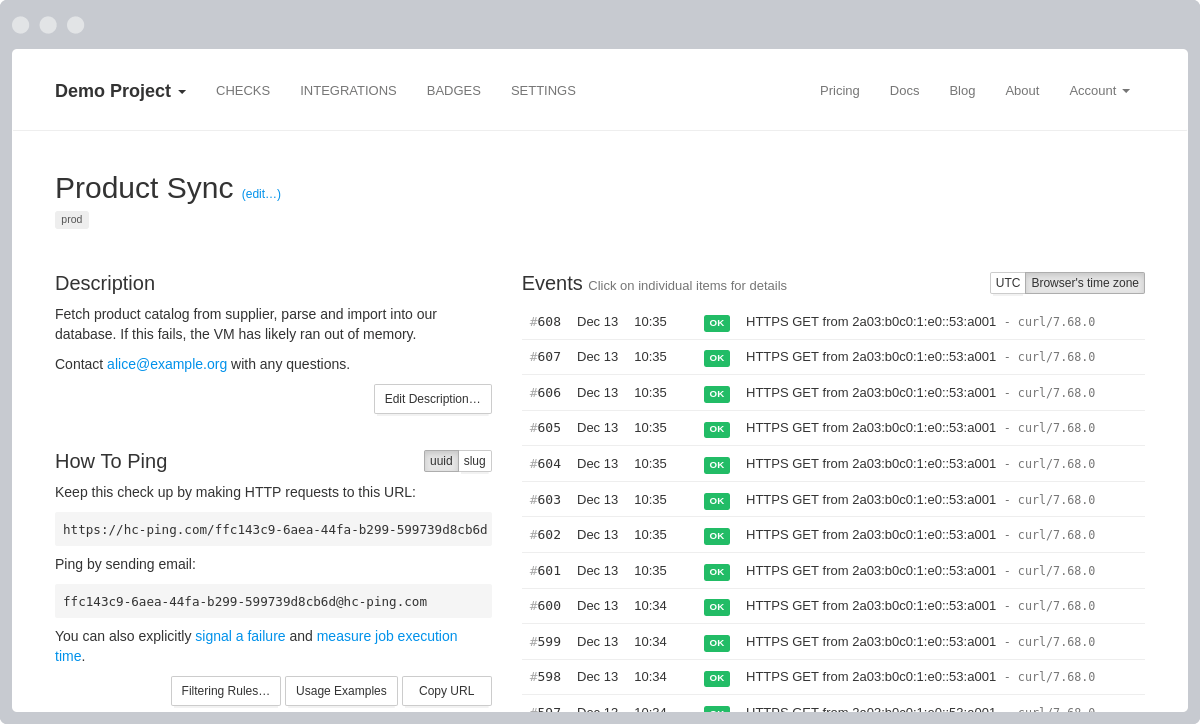 Demo Project CHECKS INTEGRATIONS BADGES SETTINGS Pricing Docs Blog About Account
Product Sync (edit…)
prod
Description
Fetch product catalog from supplier, parse and import into our
database. If this fails, the VM has likely ran out of memory.
Contact alice@example.org with any questions.
Edit Description…
How To Ping uuid slug
Keep this check up by making HTTP requests to this URL:
https://hc-ping.com/ffc143c9-6aea-44fa-b299-599739d8cb6d
Ping by sending email:
ffc143c9-6aea-44fa-b299-599739d8cb6d@hc-ping.com
You can also explicitly signal a failure and measure job execution
time.
Filtering Rules… Usage Examples Copy URL
Events Click on individual items for details UTC Browser's time zone
#608 Dec 13 10:35 OK HTTPS GET from 2a03:b0c0:1:e0::53:a001 - curl/7.68.0
#607 Dec 13 10:35 OK HTTPS GET from 2a03:b0c0:1:e0::53:a001 - curl/7.68.0
#606 Dec 13 10:35 OK HTTPS GET from 2a03:b0c0:1:e0::53:a001 - curl/7.68.0
#605 Dec 13 10:35 OK HTTPS GET from 2a03:b0c0:1:e0::53:a001 - curl/7.68.0
#604 Dec 13 10:35 OK HTTPS GET from 2a03:b0c0:1:e0::53:a001 - curl/7.68.0
#603 Dec 13 10:35 OK HTTPS GET from 2a03:b0c0:1:e0::53:a001 - curl/7.68.0
#602 Dec 13 10:35 OK HTTPS GET from 2a03:b0c0:1:e0::53:a001 - curl/7.68.0
#601 Dec 13 10:35 OK HTTPS GET from 2a03:b0c0:1:e0::53:a001 - curl/7.68.0
#600 Dec 13 10:34 OK HTTPS GET from 2a03:b0c0:1:e0::53:a001 - curl/7.68.0
#599 Dec 13 10:34 OK HTTPS GET from 2a03:b0c0:1:e0::53:a001 - curl/7.68.0
#598 Dec 13 10:34 OK HTTPS GET from 2a03:b0c0:1:e0::53:a001 - curl/7.68.0